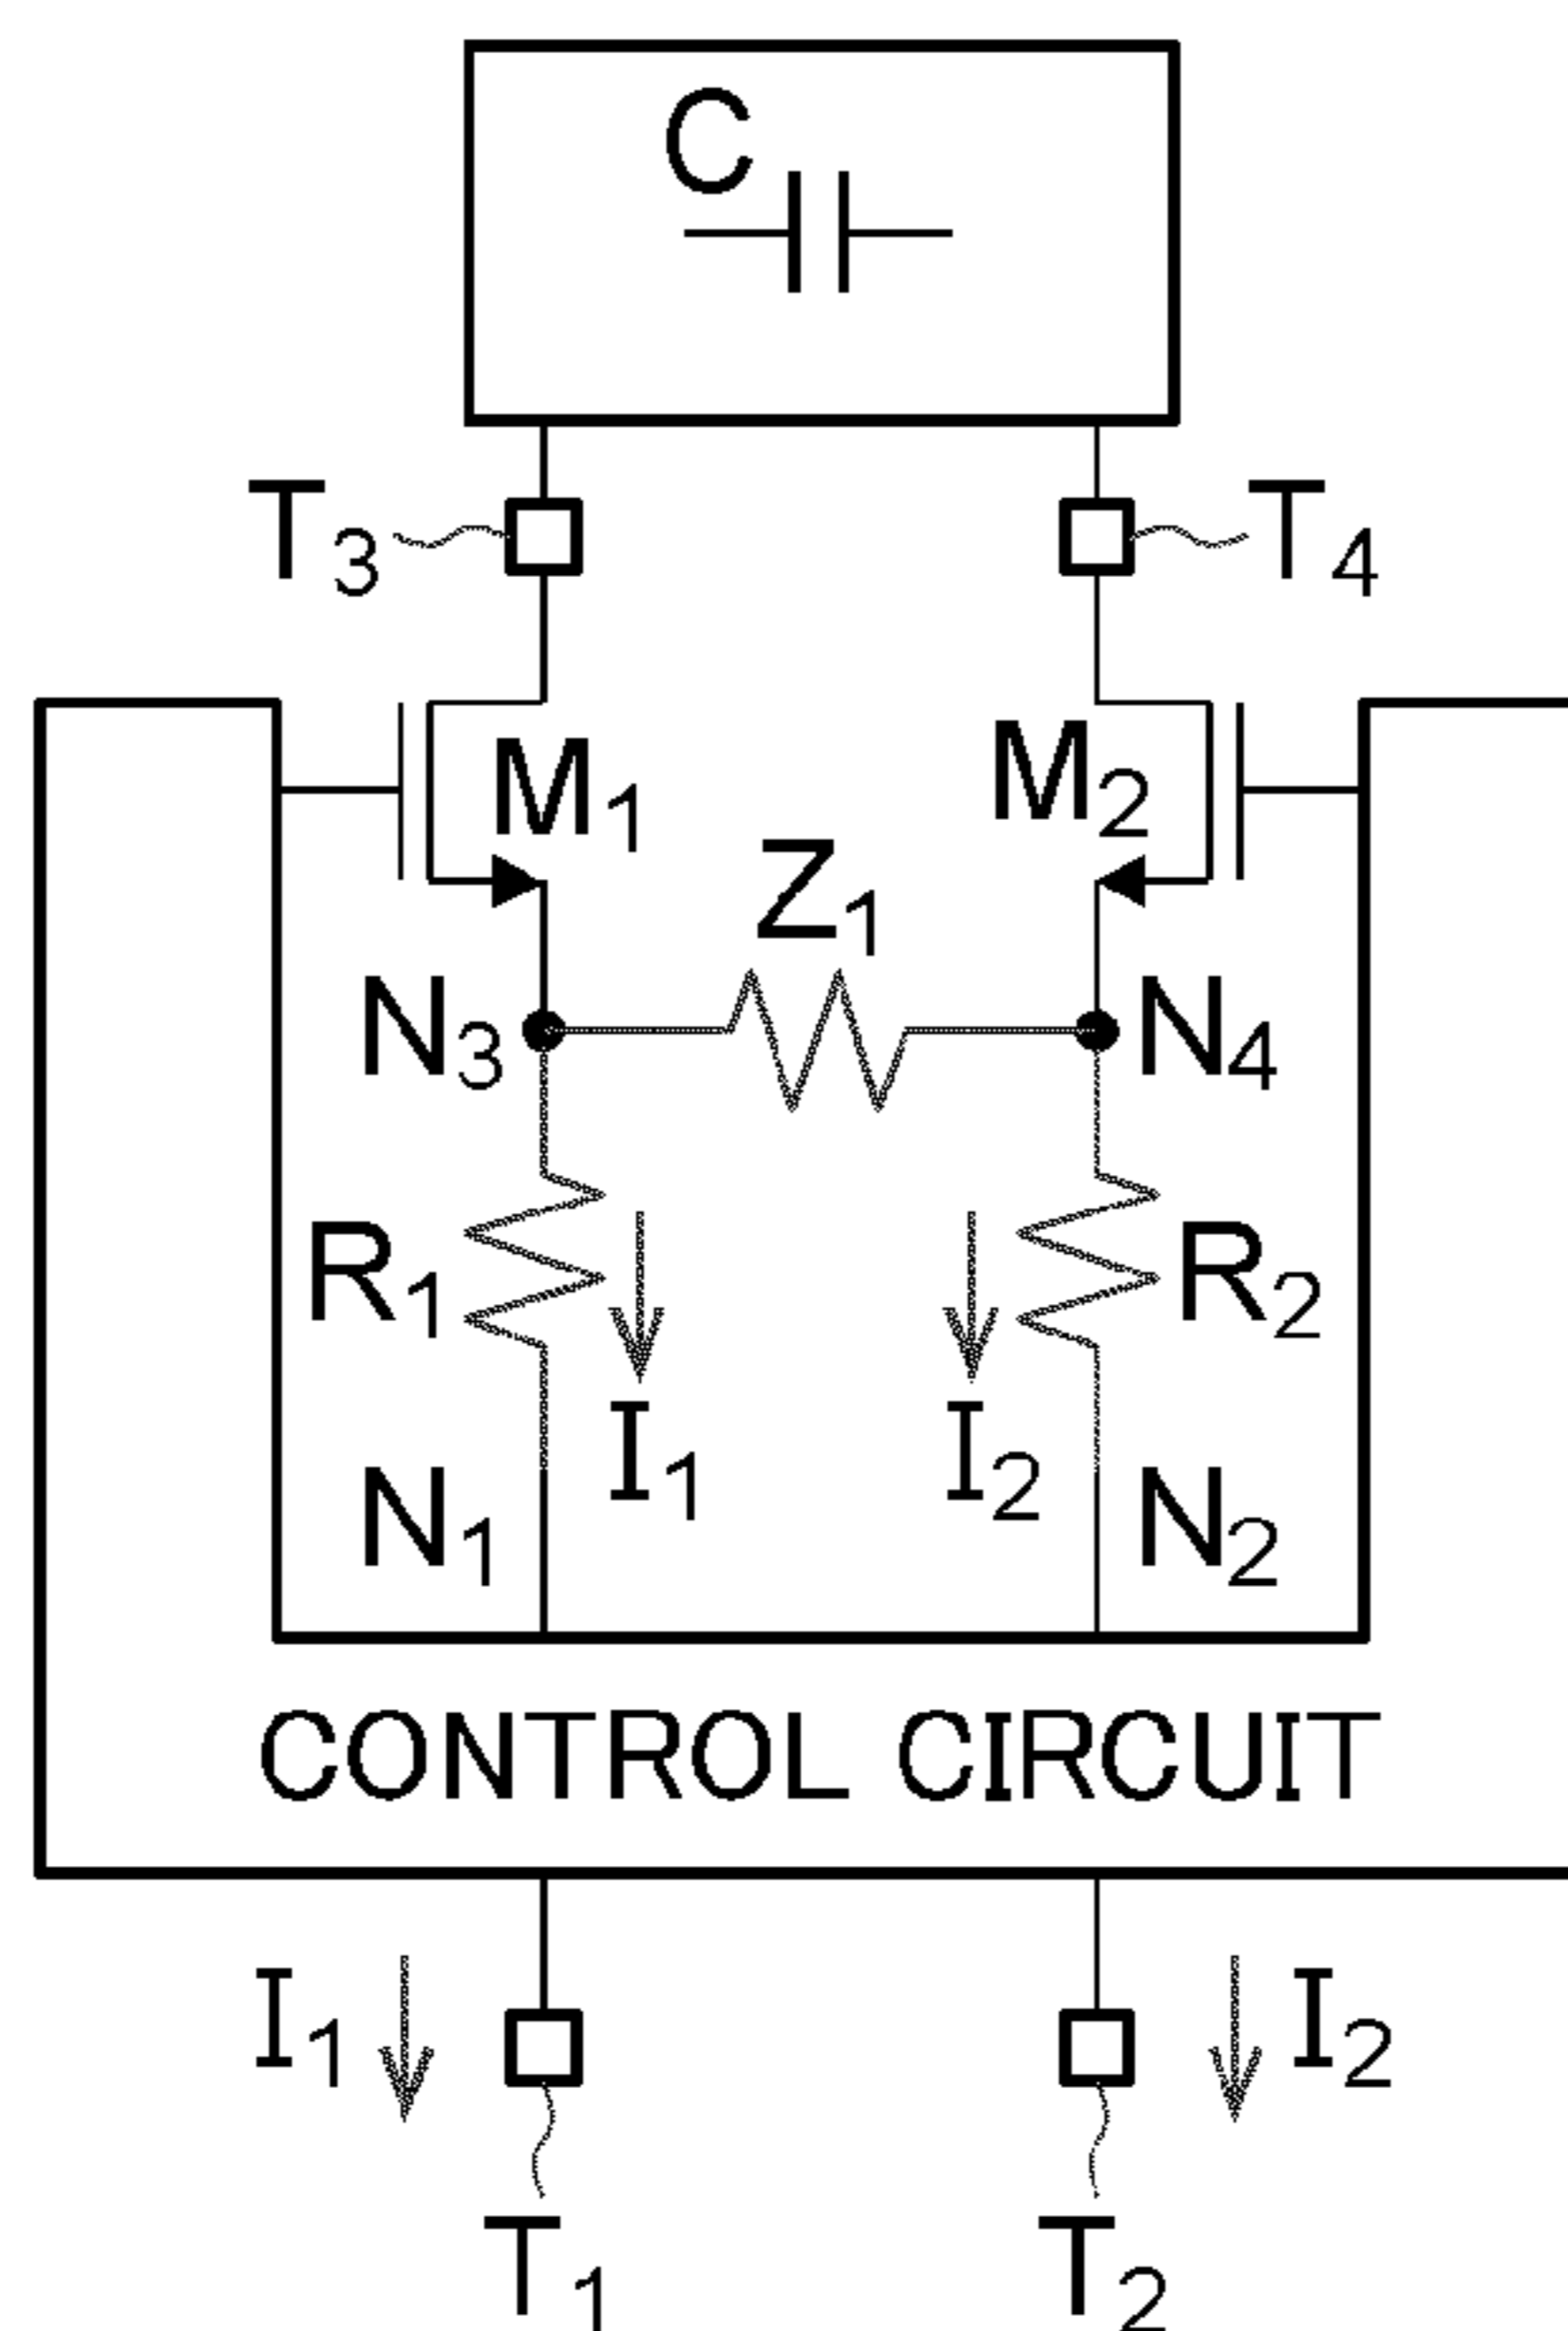 C
T3 T4
M1 M2
Z1
N3 N4
R1 R2
I1 I2
N1 N2
CONTROL CIRCUIT
I1 I2
T1 T2